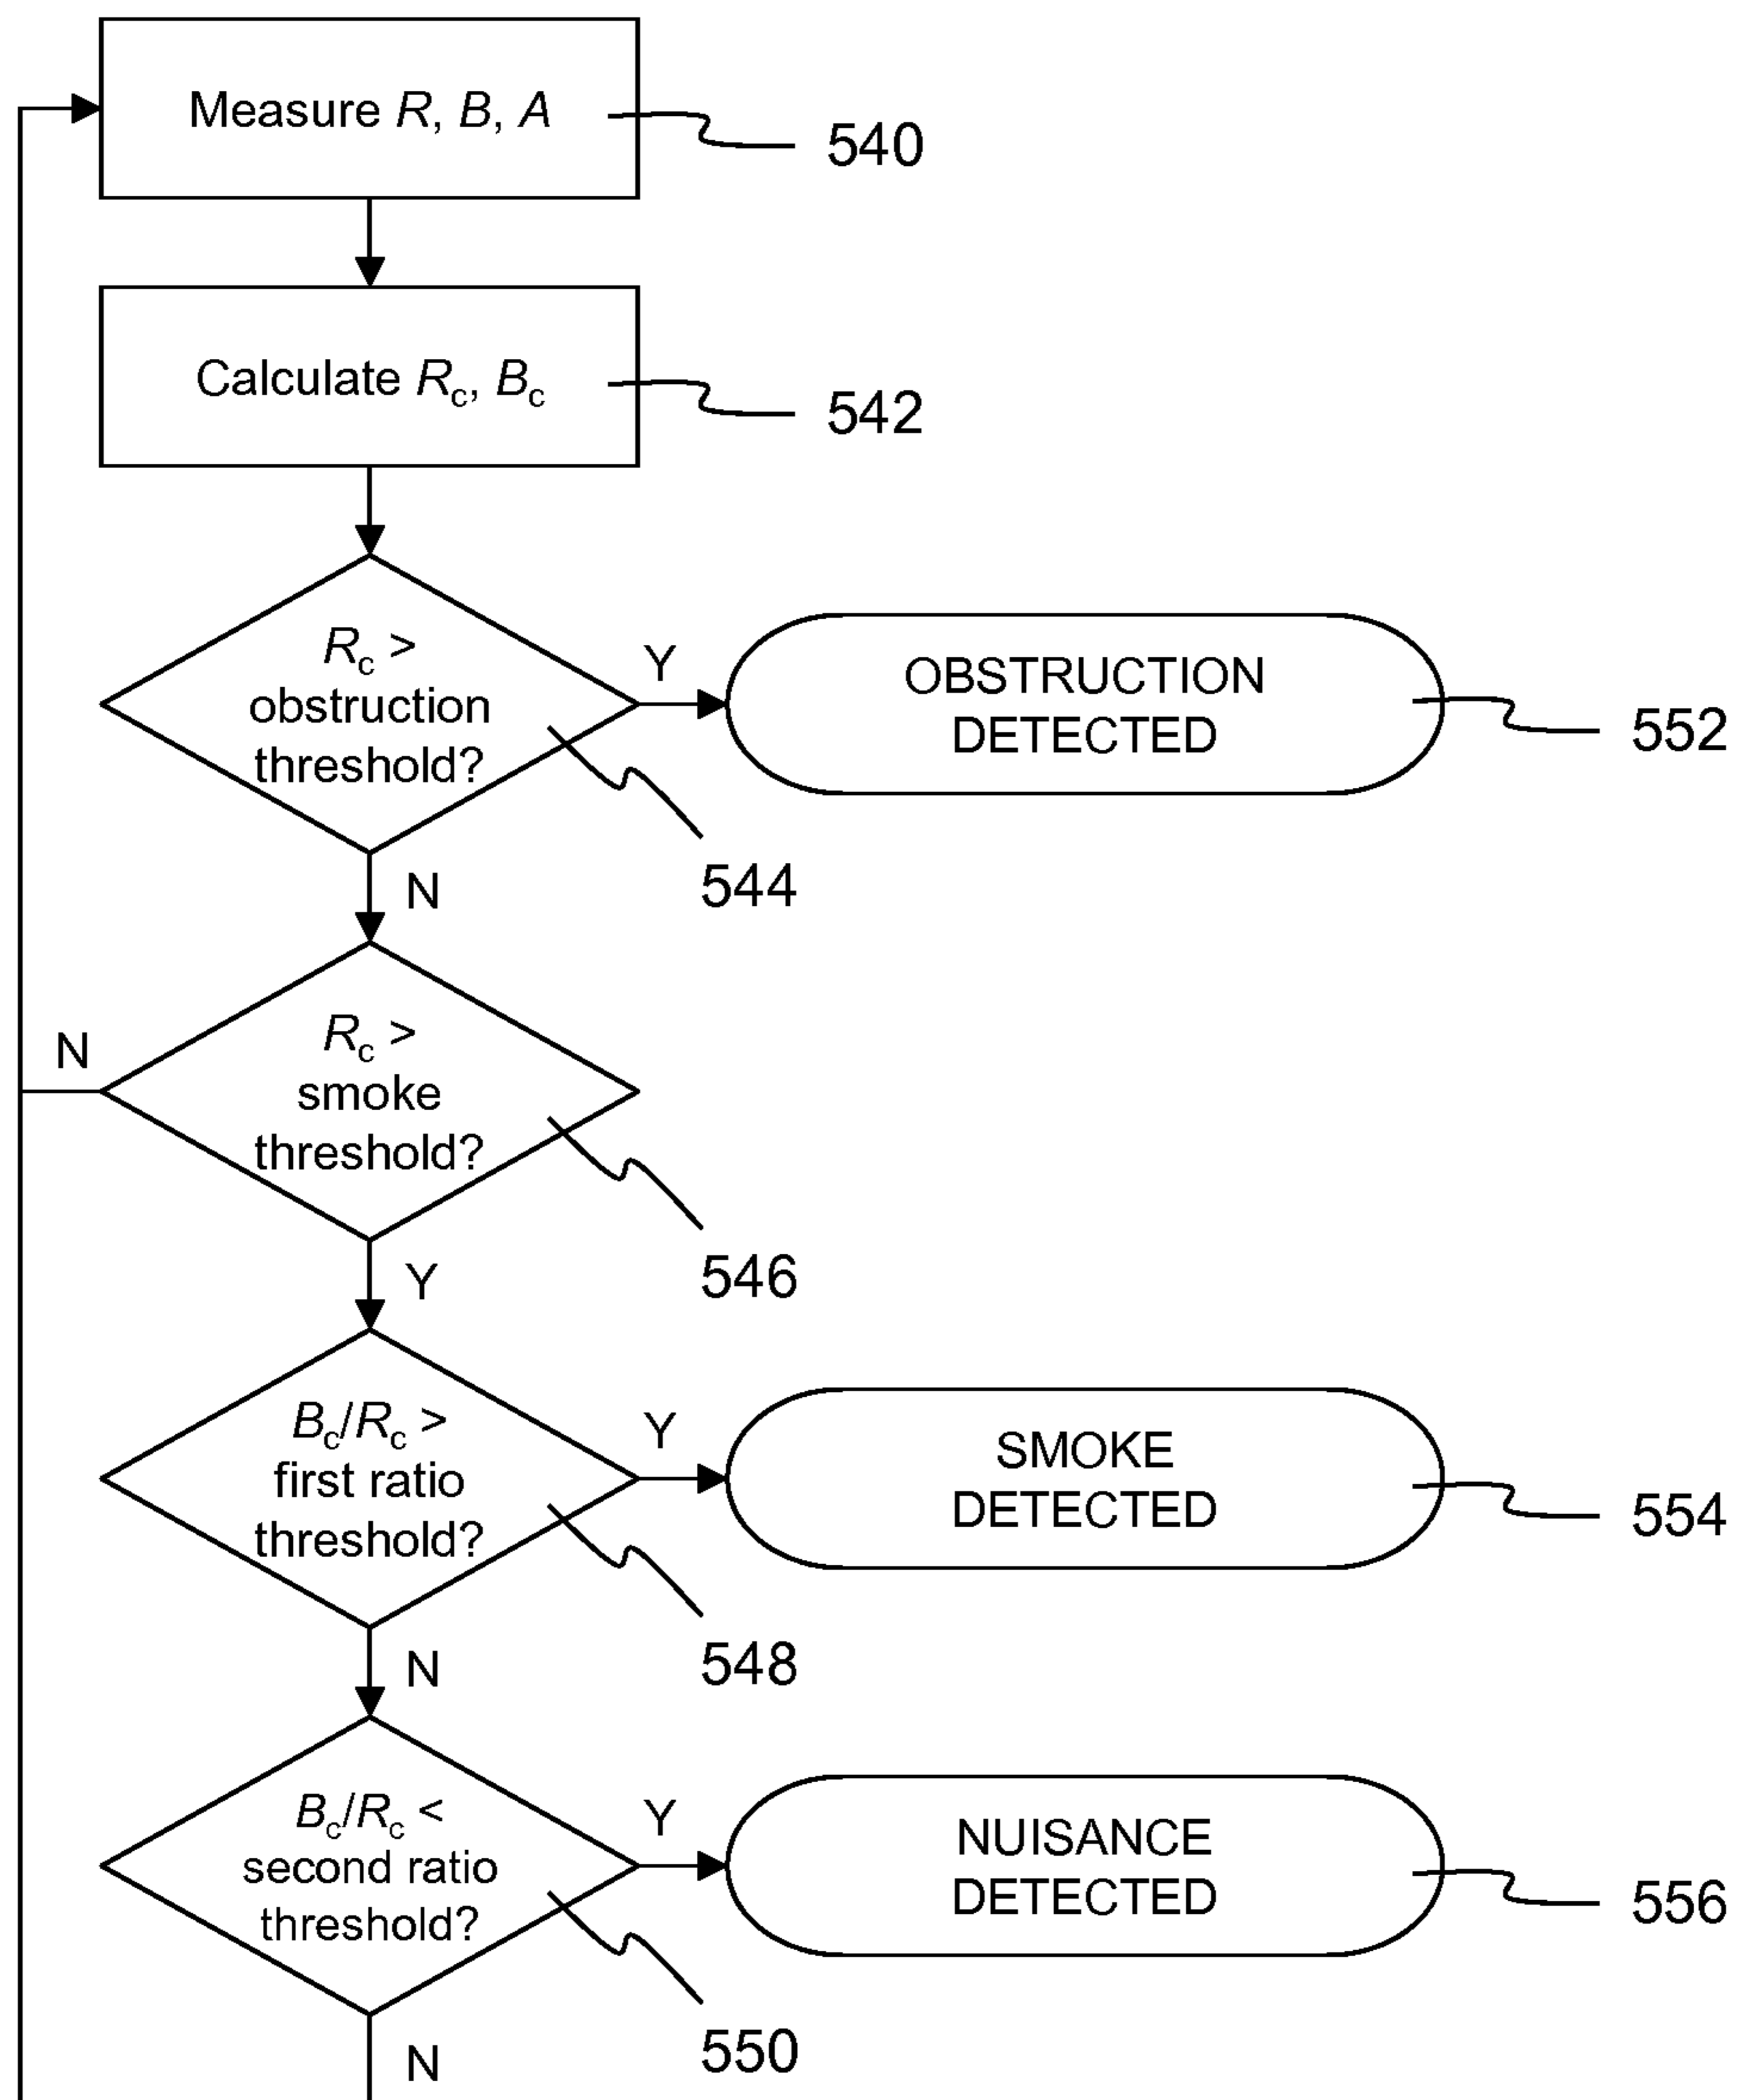 Measure R, B, A
540
Calculate Rc, Bc
542
Rc >
obstruction
threshold?
Y
OBSTRUCTION
DETECTED
552
544
N
Rc >
smoke
threshold?
N
546
Y
Bc/Rc >
first ratio
threshold?
Y
SMOKE
DETECTED
554
548
N
Bc/Rc <
second ratio
threshold?
Y
NUISANCE
DETECTED
556
550
N